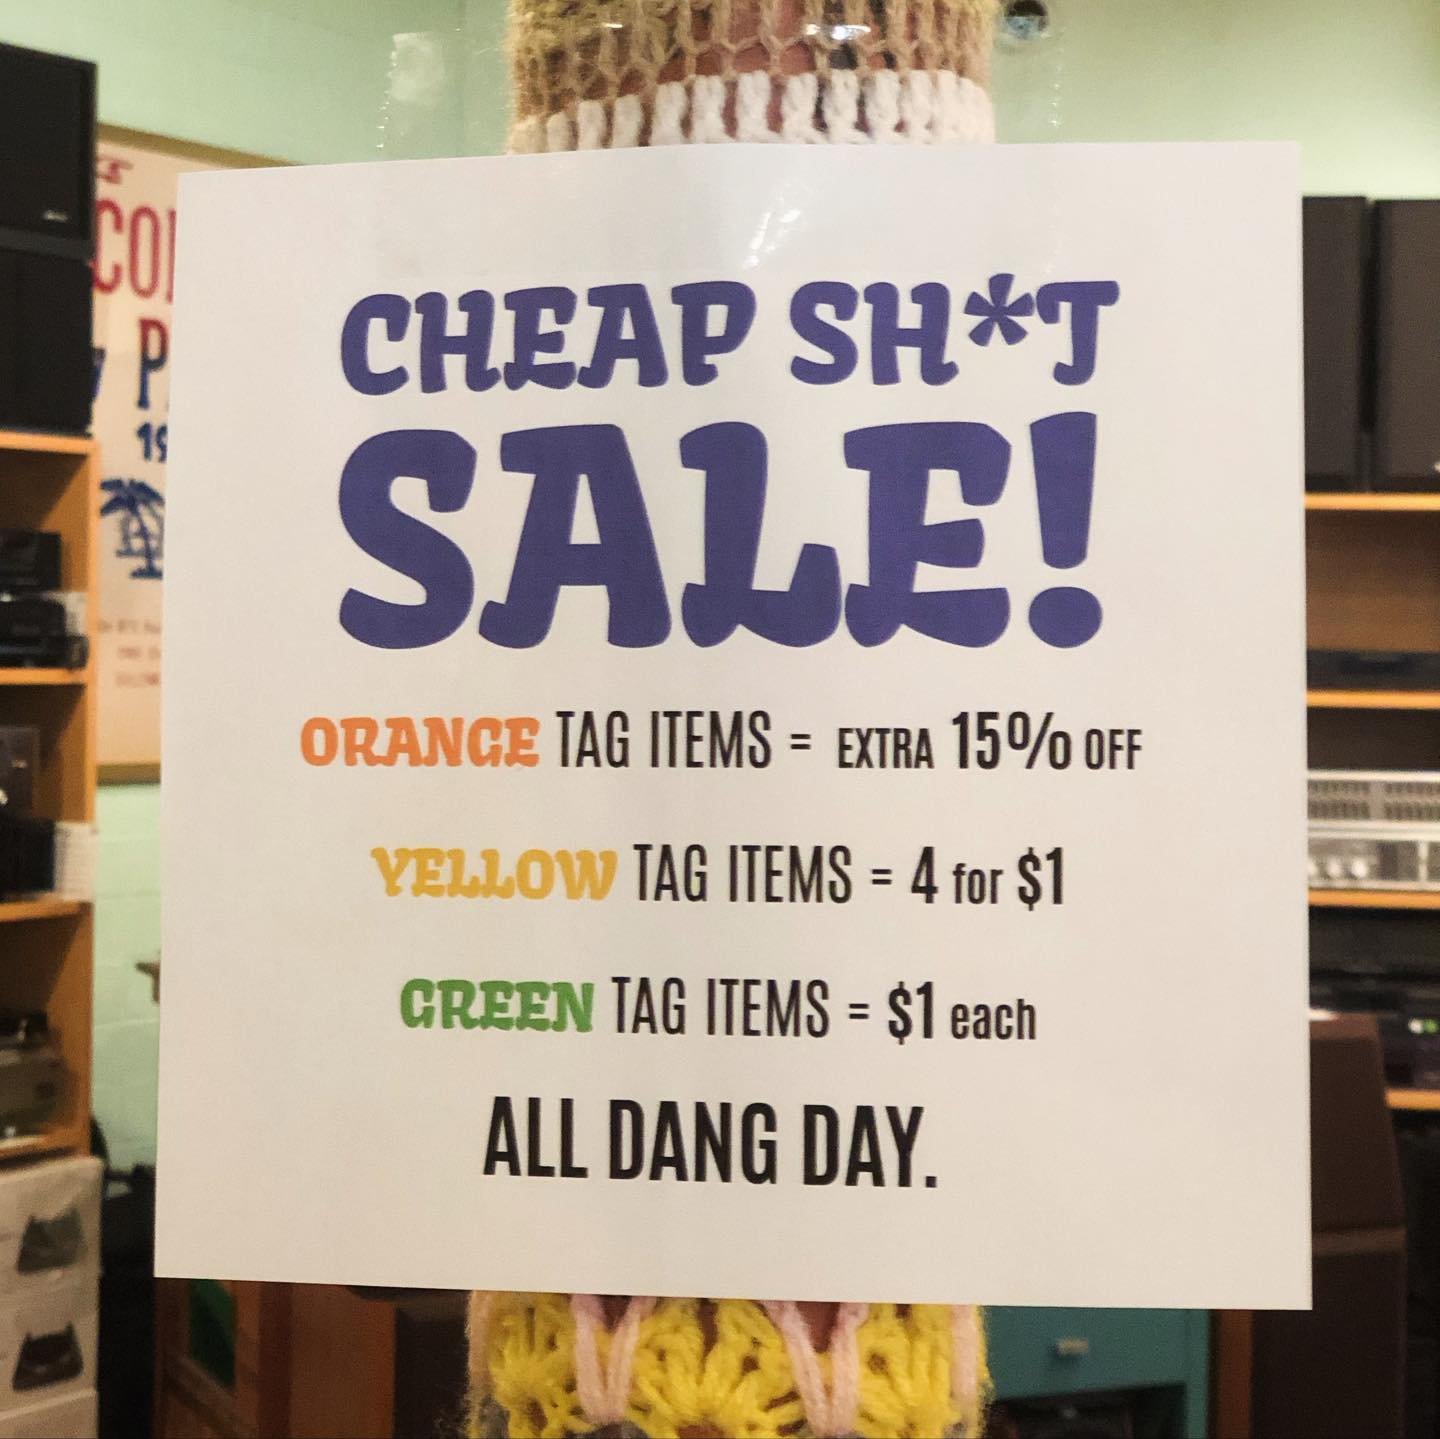 CHEAP SH*T
SALE!
ORANGE TAG ITEMS = EXTRA 15% OFF
YELLOW TAG ITEMS = 4 for $1
GREEN TAG ITEMS = $1 each
ALL DANG DAY.